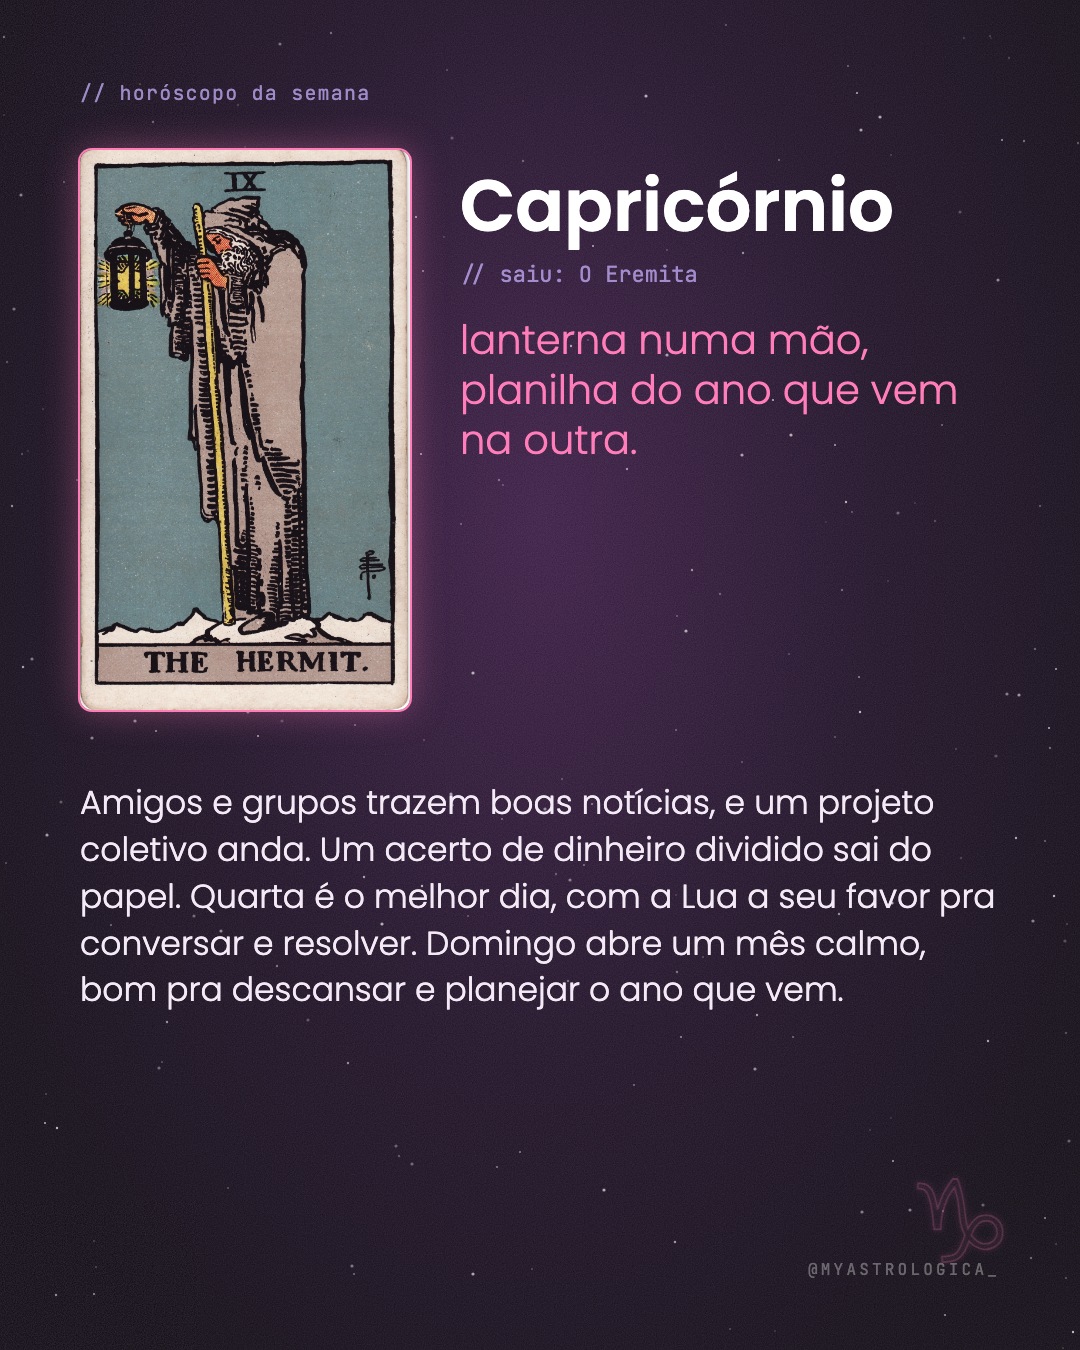 // horóscopo da semana
IX
THE HERMIT.
Capricórnio
// saiu: O Eremita
lanterna numa mão,
planilha do ano que vem
na outra.
Amigos e grupos trazem boas notícias, e um projeto
coletivo anda. Um acerto de dinheiro dividido sai do
papel. Quarta é o melhor dia, com a Lua a seu favor pra
conversar e resolver. Domingo abre um mês calmo,
bom pra descansar e planejar o ano que vem.
@MYASTROLOGICA_